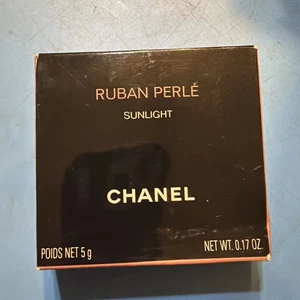 RUBAN PERLÉ
SUNLIGHT
CHANEL
POIDS NET 5 g
NET WT. 0.17 OZ.